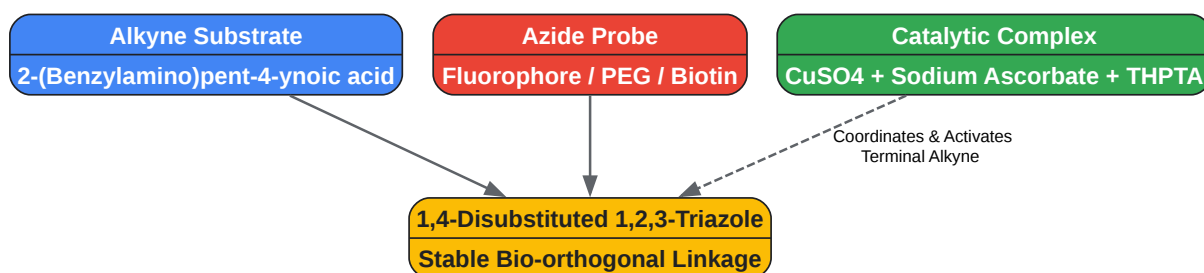 Alkyne Substrate
2-(Benzylamino)pent-4-ynoic acid
Azide Probe
Fluorophore / PEG / Biotin
Catalytic Complex
CuSO4 + Sodium Ascorbate + THPTA
Coordinates & Activates
Terminal Alkyne
1,4-Disubstituted 1,2,3-Triazole
Stable Bio-orthogonal Linkage